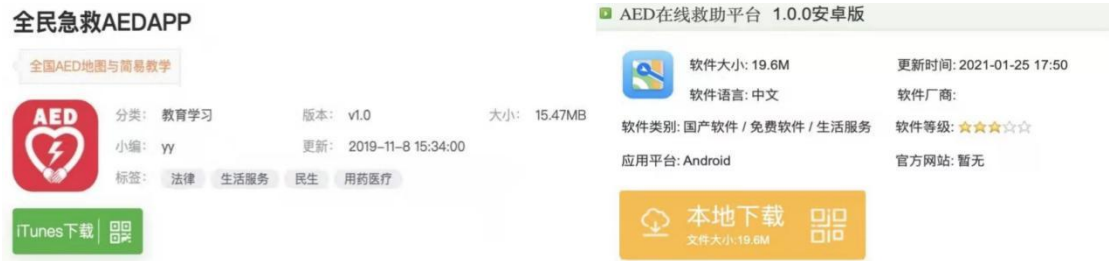 全民急救AEDAPP
全国AED地图与简易教学
AED
分类: 教育学习 版本: v1.0 大小: 15.47MB
小编: yy 更新: 2019-11-8 15:34:00
标签: 法律 生活服务 民生 用药医疗
iTunes下载
AED在线救助平台 1.0.0安卓版
软件大小: 19.6M 更新时间: 2021-01-25 17:50
软件语言: 中文 软件厂商:
软件类别: 国产软件 / 免费软件 / 生活服务 软件等级:
应用平台: Android 官方网站: 暂无
本地下载
文件大小:19.6M